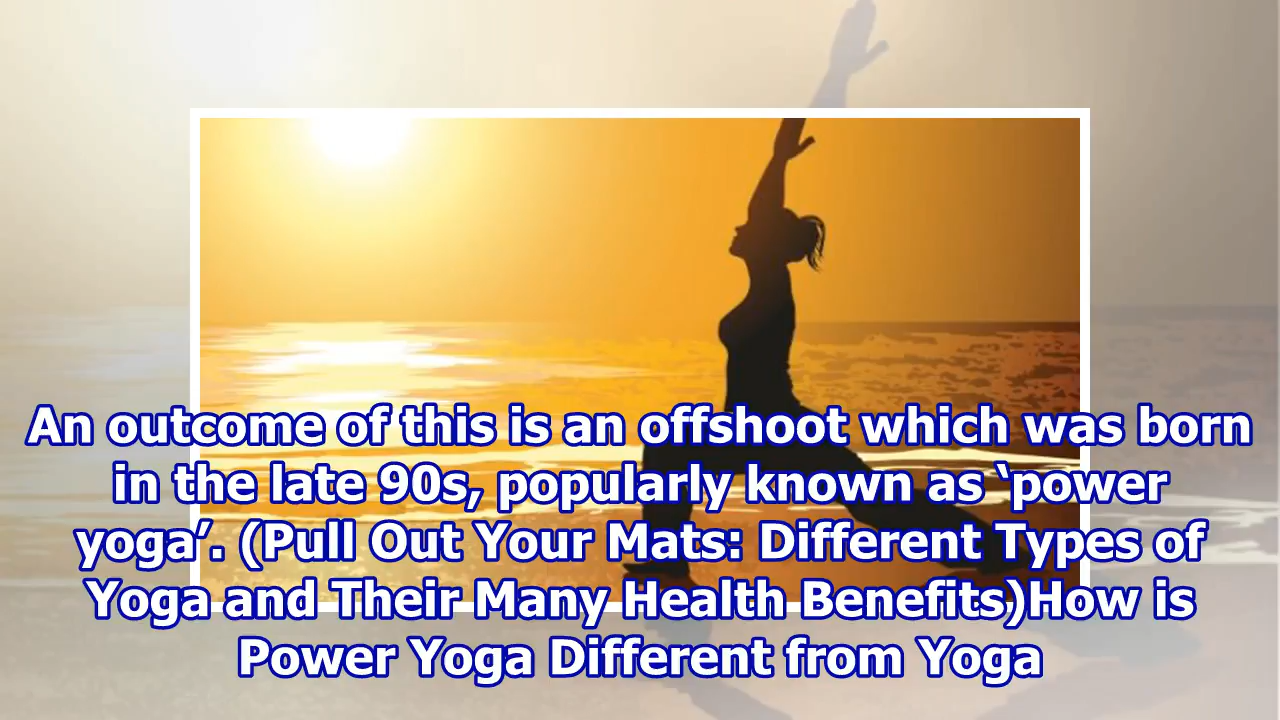 An outcome of this is an offshoot which was born
in the late 90s, popularly known as ‘power
yoga’. (Pull Out Your Mats: Different Types of
Yoga and Their Many Health Benefits)How is
Power Yoga Different from Yoga